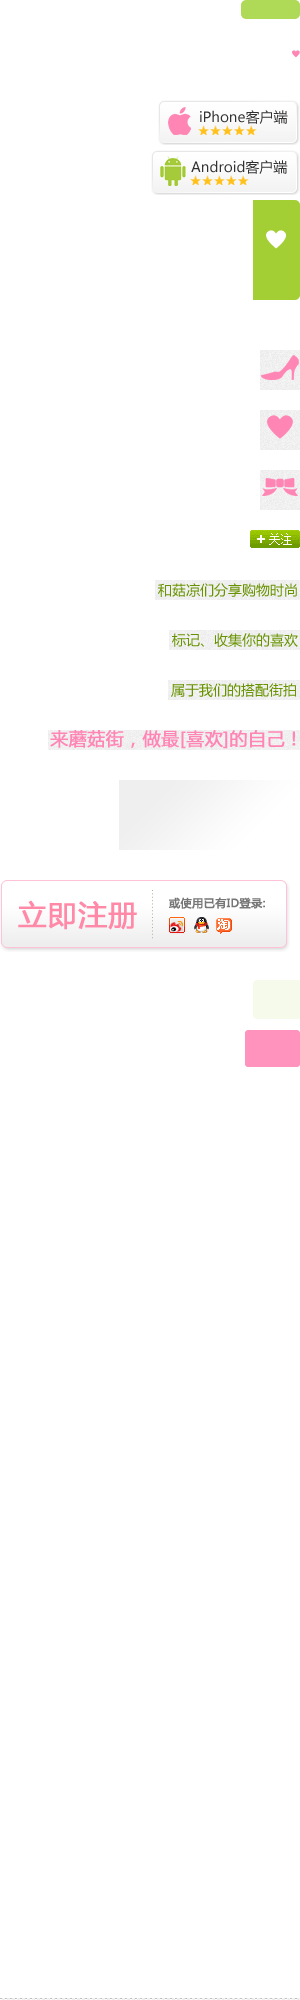 iPhone客户端
Android客户端
+ 关注
和菇凉们分享购物时尚
标记、收集你的喜欢
属于我们的搭配街拍
来蘑菇街，做最[喜欢]的自己！
立即注册
或使用已有ID登录:
淘